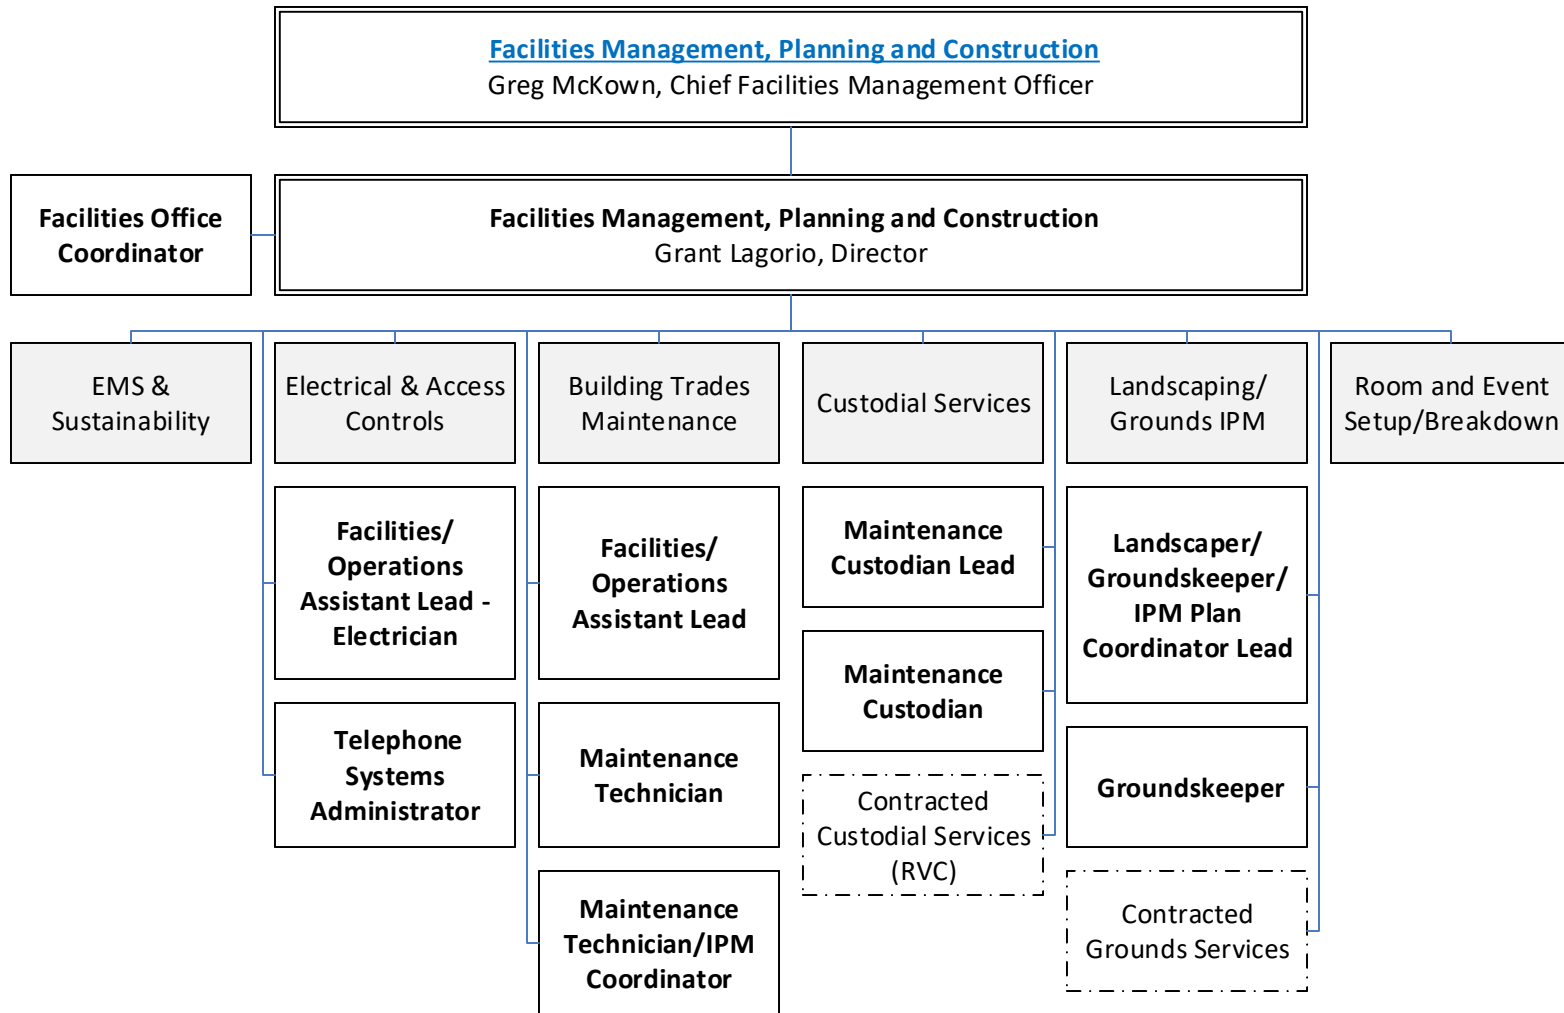 Facilities Management, Planning and Construction
Greg McKown, Chief Facilities Management Officer
Facilities Office
Coordinator
Facilities Management, Planning and Construction
Grant Lagorio, Director
EMS &
Sustainability
Electrical & Access
Controls
Building Trades
Maintenance
Custodial Services
Landscaping/
Grounds IPM
Room and Event
Setup/Breakdown
Facilities/
Operations
Assistant Lead -
Electrician
Telephone
Systems
Administrator
Facilities/
Operations
Assistant Lead
Maintenance
Technician
Maintenance
Technician/IPM
Coordinator
Maintenance
Custodian Lead
Maintenance
Custodian
Contracted
Custodial Services
(RVC)
Landscaper/
Groundskeeper/
IPM Plan
Coordinator Lead
Groundskeeper
Contracted
Grounds Services